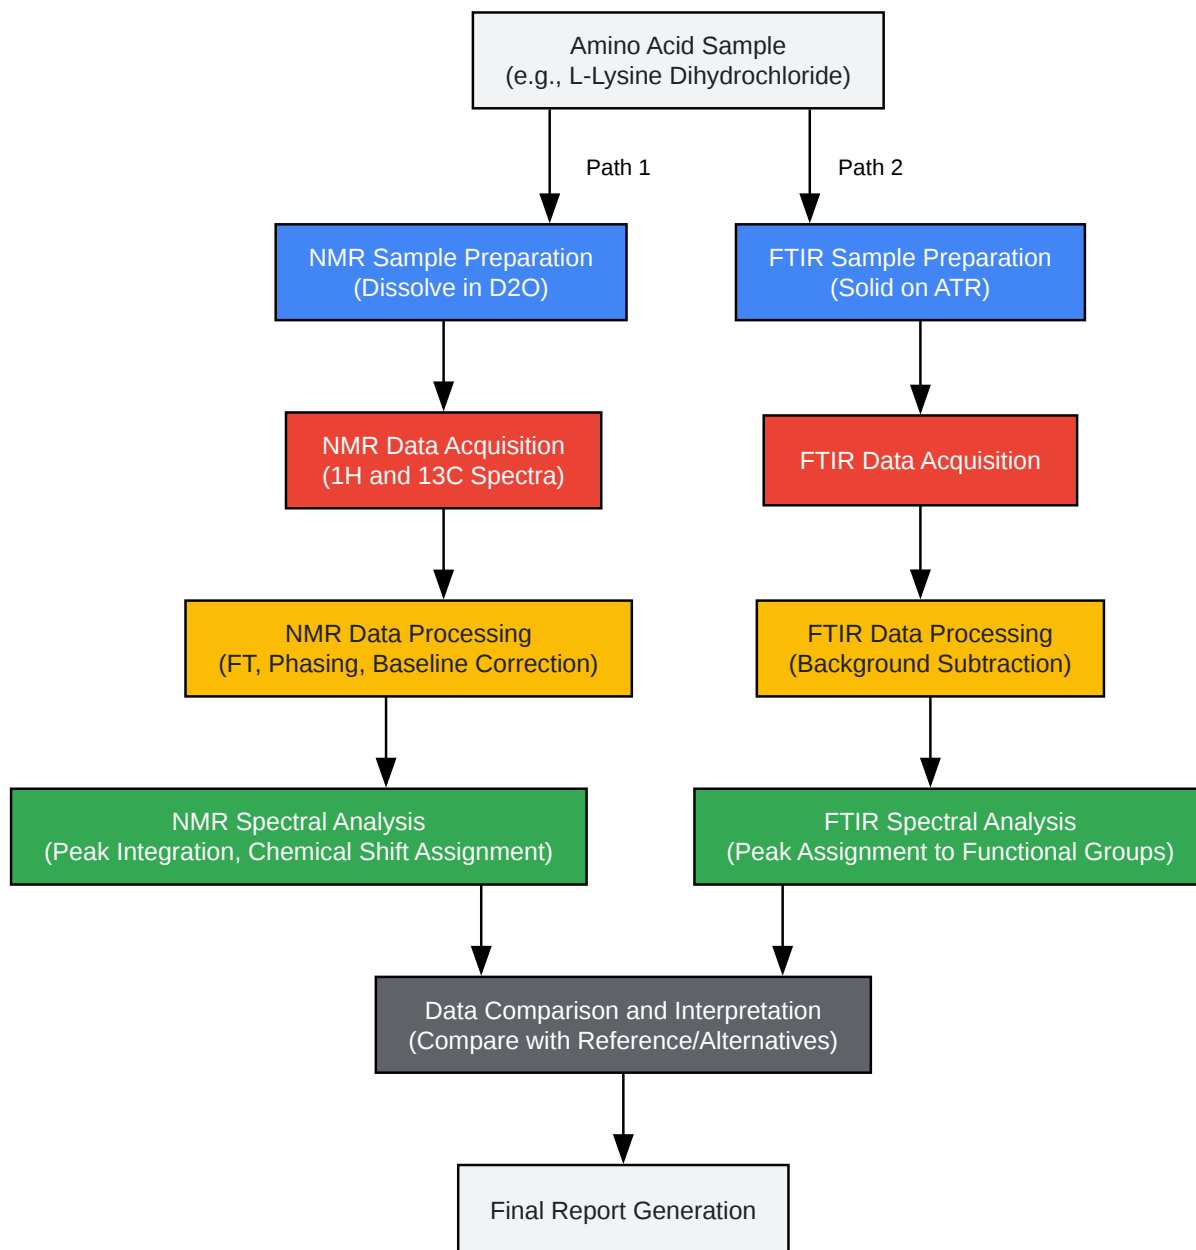 Amino Acid Sample
(e.g., L-Lysine Dihydrochloride)
Path 1
Path 2
NMR Sample Preparation
(Dissolve in D2O)
FTIR Sample Preparation
(Solid on ATR)
NMR Data Acquisition
(1H and 13C Spectra)
FTIR Data Acquisition
NMR Data Processing
(FT, Phasing, Baseline Correction)
FTIR Data Processing
(Background Subtraction)
NMR Spectral Analysis
(Peak Integration, Chemical Shift Assignment)
FTIR Spectral Analysis
(Peak Assignment to Functional Groups)
Data Comparison and Interpretation
(Compare with Reference/Alternatives)
Final Report Generation